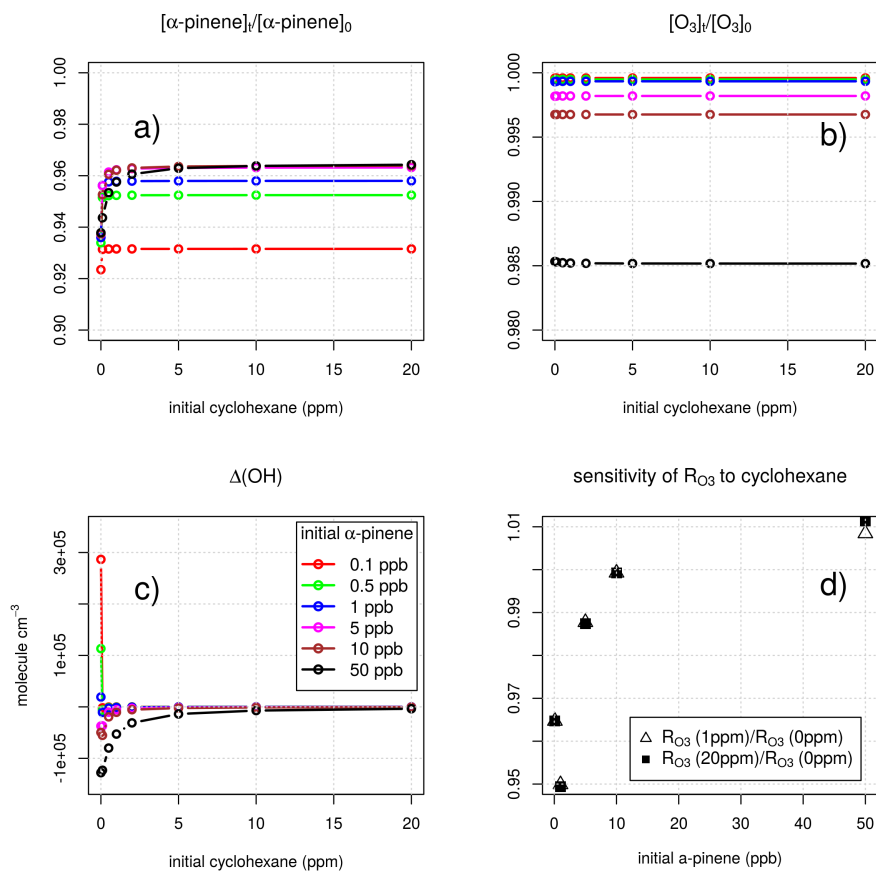 [α-pinene]t/[α-pinene]0
1.00
0.98
0.96
0.94
0.92
0.90
a)
0 5 10 15 20
initial cyclohexane (ppm)
[O3]t/[O3]0
1.000
0.995
0.990
0.985
0.980
b)
0 5 10 15 20
initial cyclohexane (ppm)
Δ(OH)
molecule cm−3
3e+05
1e+05
-1e+05
c)
initial α-pinene
0.1 ppb
0.5 ppb
1 ppb
5 ppb
10 ppb
50 ppb
0 5 10 15 20
initial cyclohexane (ppm)
sensitivity of RO3 to cyclohexane
1.01
0.99
0.97
0.95
d)
RO3 (1ppm)/RO3 (0ppm)
RO3 (20ppm)/RO3 (0ppm)
0 10 20 30 40 50
initial a-pinene (ppb)